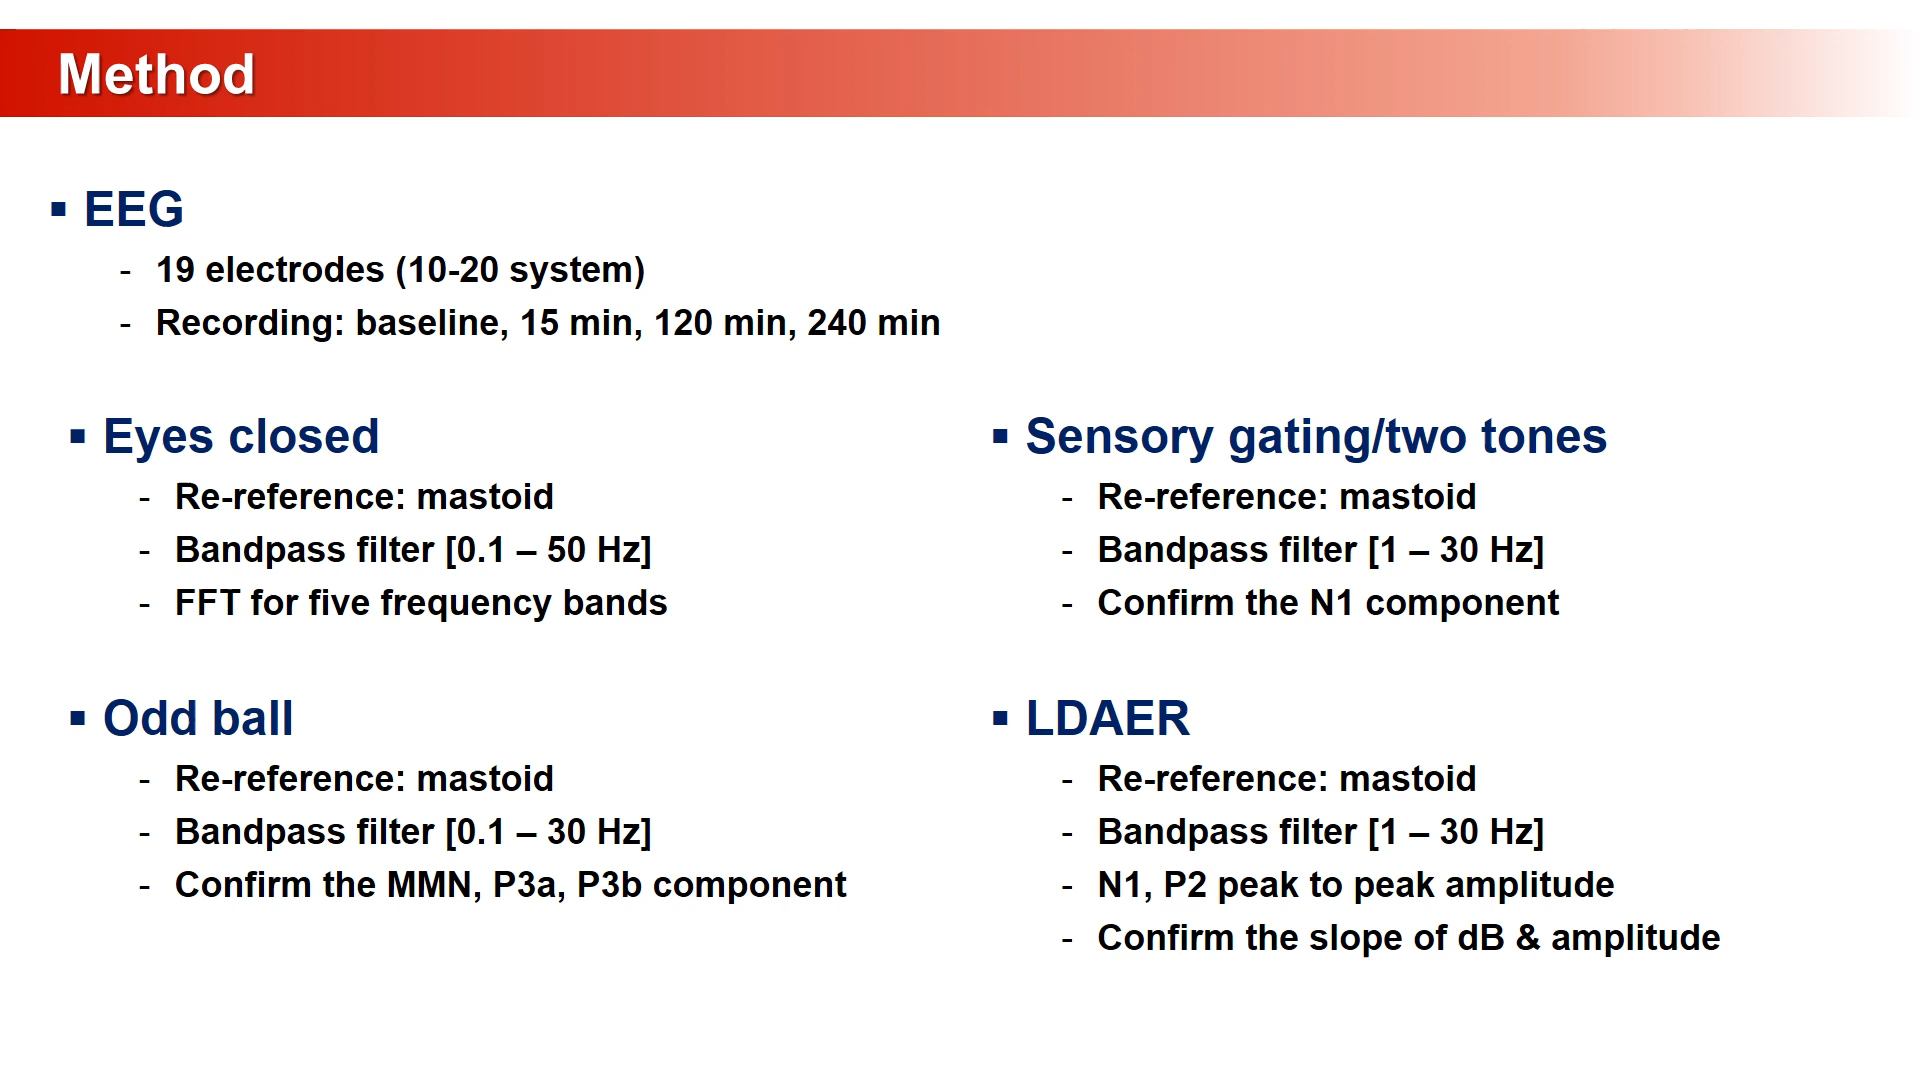 Method
▪ EEG
- 19 electrodes (10-20 system)
- Recording: baseline, 15 min, 120 min, 240 min
▪ Eyes closed
- Re-reference: mastoid
- Bandpass filter [0.1 – 50 Hz]
- FFT for five frequency bands
▪ Sensory gating/two tones
- Re-reference: mastoid
- Bandpass filter [1 – 30 Hz]
- Confirm the N1 component
▪ Odd ball
- Re-reference: mastoid
- Bandpass filter [0.1 – 30 Hz]
- Confirm the MMN, P3a, P3b component
▪ LDAER
- Re-reference: mastoid
- Bandpass filter [1 – 30 Hz]
- N1, P2 peak to peak amplitude
- Confirm the slope of dB & amplitude